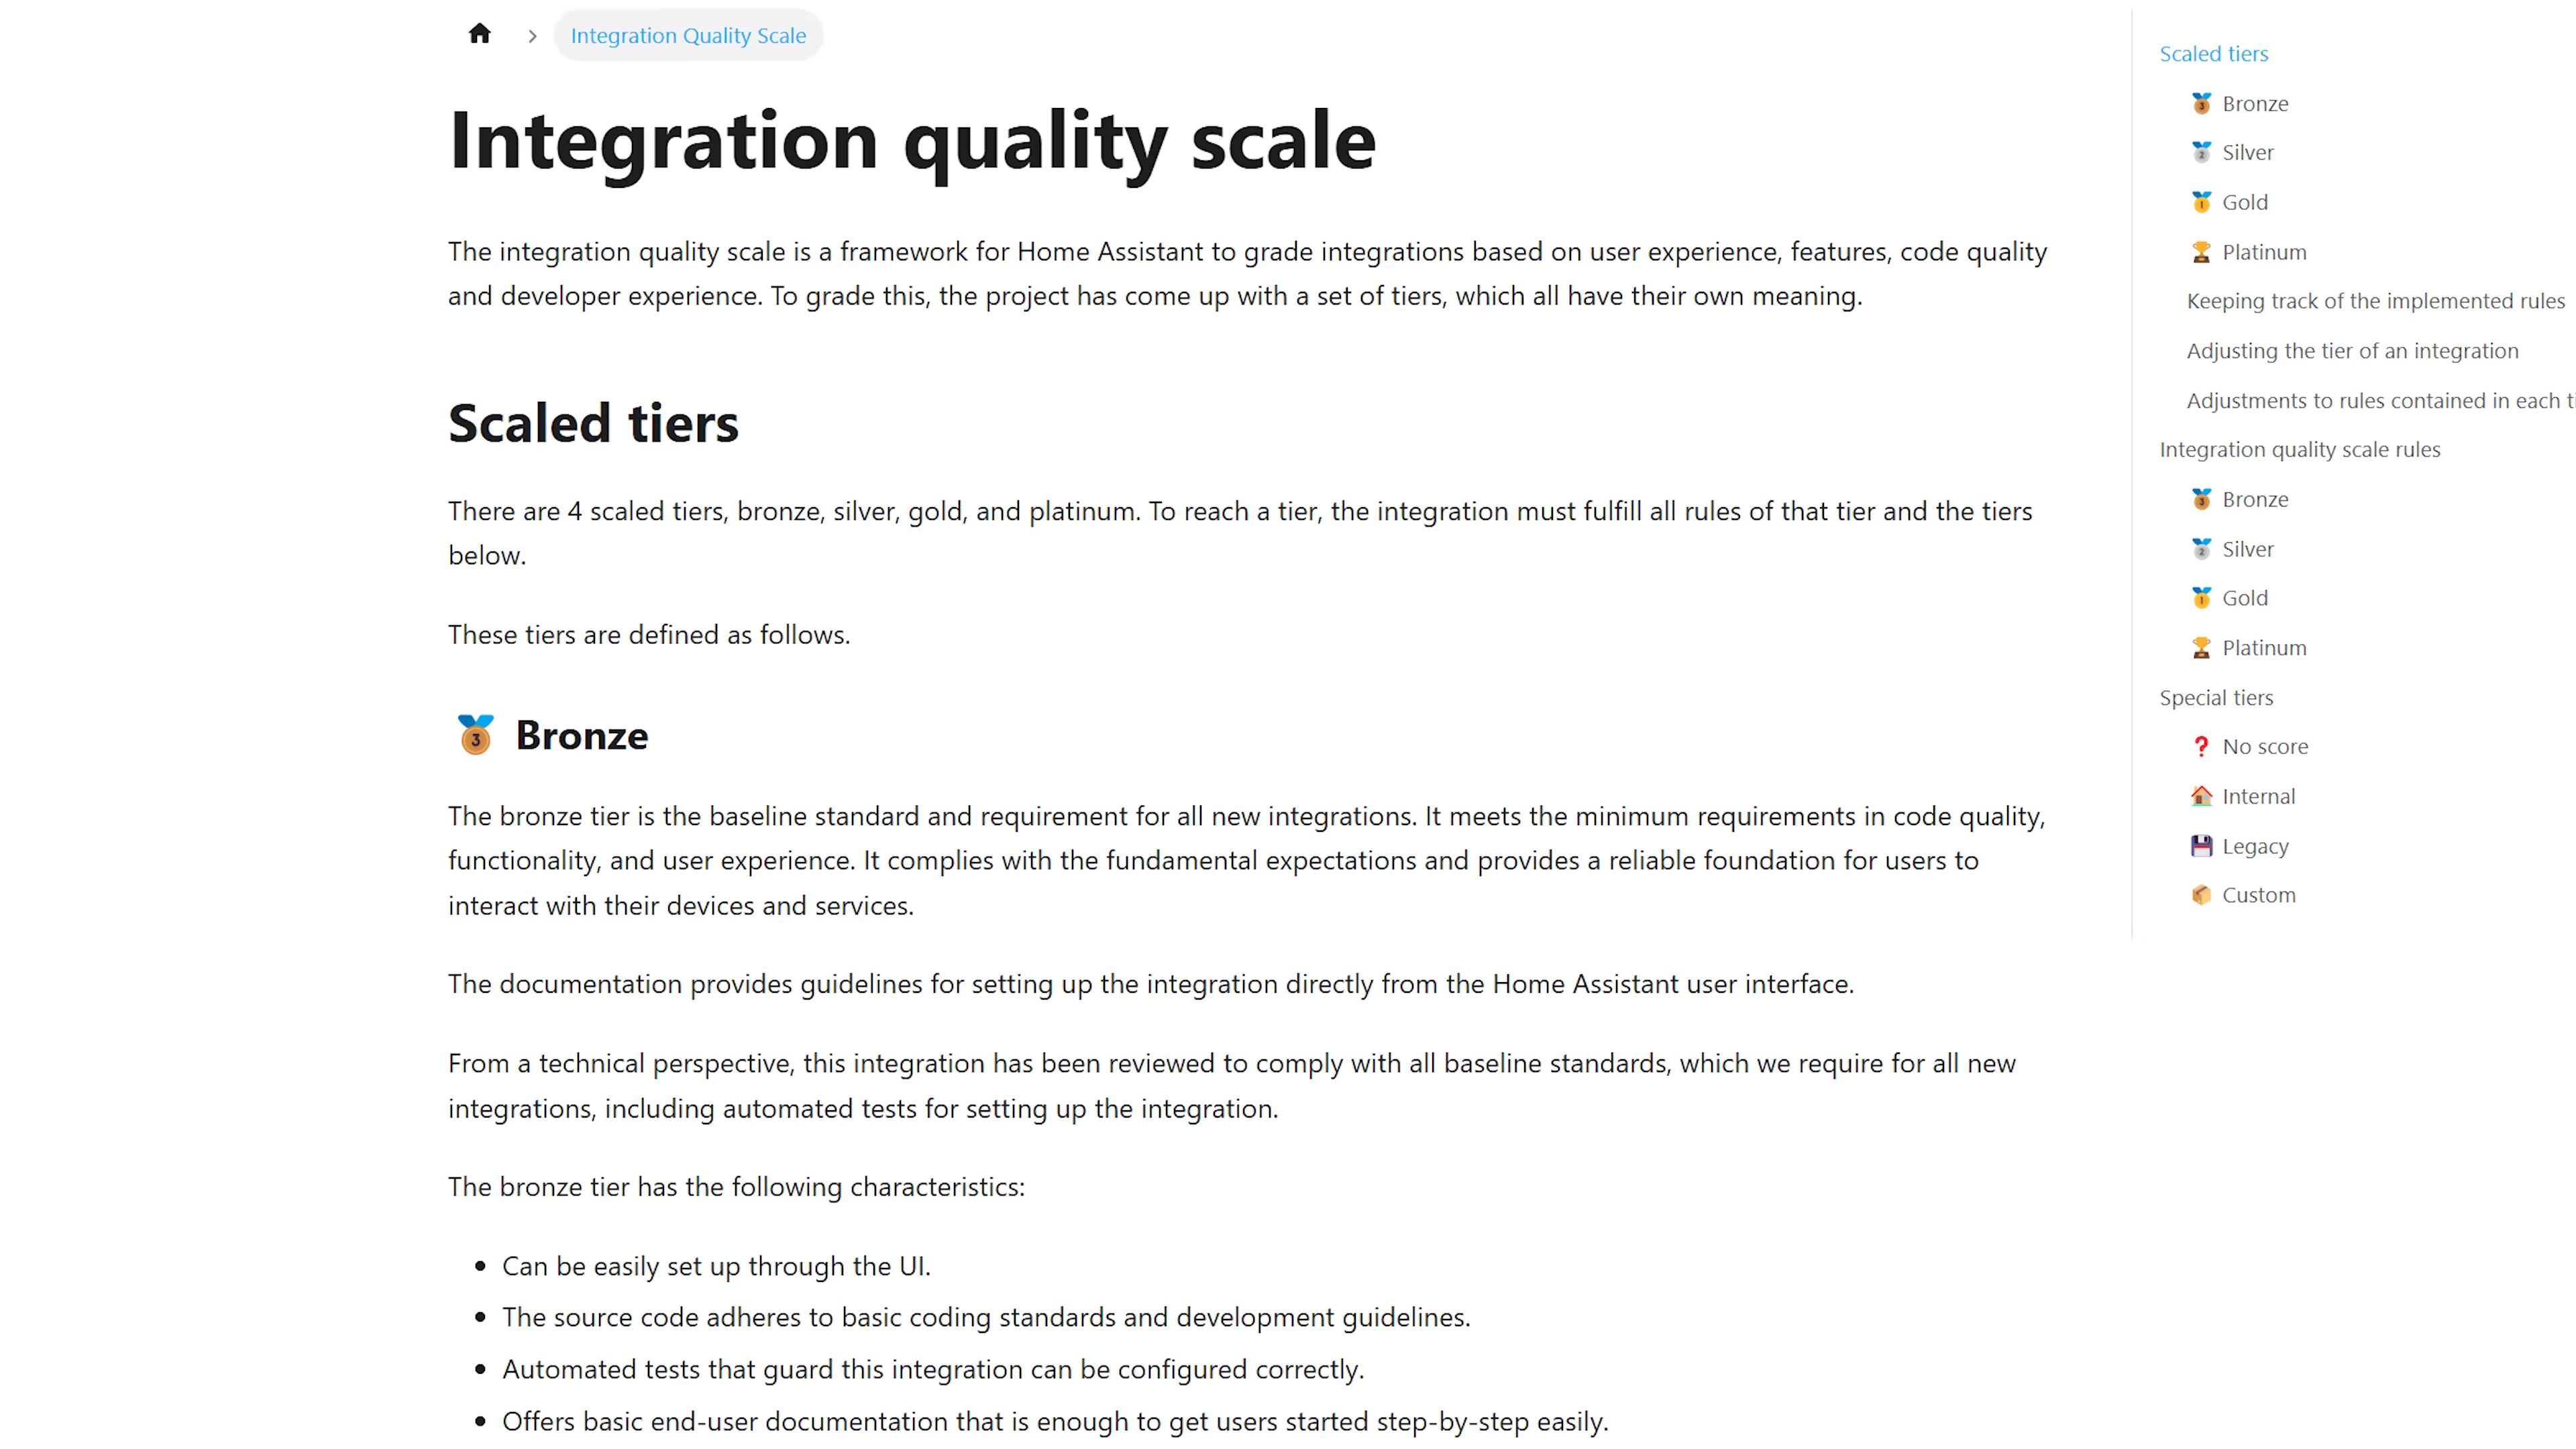 Integration Quality Scale
Integration quality scale
The integration quality scale is a framework for Home Assistant to grade integrations based on user experience, features, code quality
and developer experience. To grade this, the project has come up with a set of tiers, which all have their own meaning.
Scaled tiers
There are 4 scaled tiers, bronze, silver, gold, and platinum. To reach a tier, the integration must fulfill all rules of that tier and the tiers
below.
These tiers are defined as follows.
3 Bronze
The bronze tier is the baseline standard and requirement for all new integrations. It meets the minimum requirements in code quality,
functionality, and user experience. It complies with the fundamental expectations and provides a reliable foundation for users to
interact with their devices and services.
The documentation provides guidelines for setting up the integration directly from the Home Assistant user interface.
From a technical perspective, this integration has been reviewed to comply with all baseline standards, which we require for all new
integrations, including automated tests for setting up the integration.
The bronze tier has the following characteristics:
• Can be easily set up through the UI.
• The source code adheres to basic coding standards and development guidelines.
• Automated tests that guard this integration can be configured correctly.
• Offers basic end-user documentation that is enough to get users started step-by-step easily.
Scaled tiers
3 Bronze
2 Silver
1 Gold
Platinum
Keeping track of the implemented rules
Adjusting the tier of an integration
Adjustments to rules contained in each t
Integration quality scale rules
3 Bronze
2 Silver
1 Gold
Platinum
Special tiers
❓ No score
Internal
Legacy
Custom